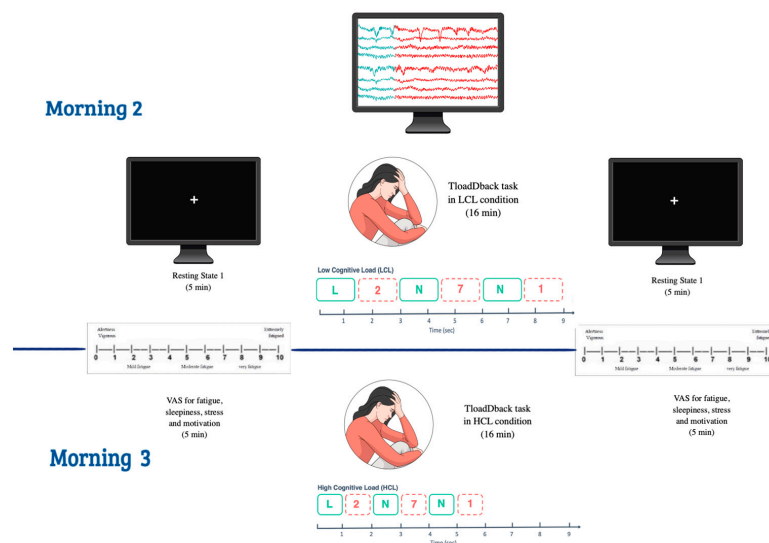 Morning 2
TloadDback task
in LCL condition
(16 min)
Resting State 1
(5 min)
Resting State 1
(5 min)
Low Cognitive Load (LCL)
L 2 N 7 N 1
1 2 3 4 5 6 7 8 9
Time (sec)
Alertness Extremely
Vigorous fatigued
0 1 2 3 4 5 6 7 8 9 10
Mild fatigue Moderate fatigue very fatigue
Alertness Extremely
Vigorous fatigued
0 1 2 3 4 5 6 7 8 9 10
Mild fatigue Moderate fatigue very fatigue
VAS for fatigue,
sleepiness, stress
and motivation
(5 min)
TloadDback task
in HCL condition
(16 min)
VAS for fatigue,
sleepiness, stress
and motivation
(5 min)
Morning 3
High Cognitive Load (HCL)
L 2 N 7 N 1
1 2 3 4 5 6 7 8 9
Time (sec)